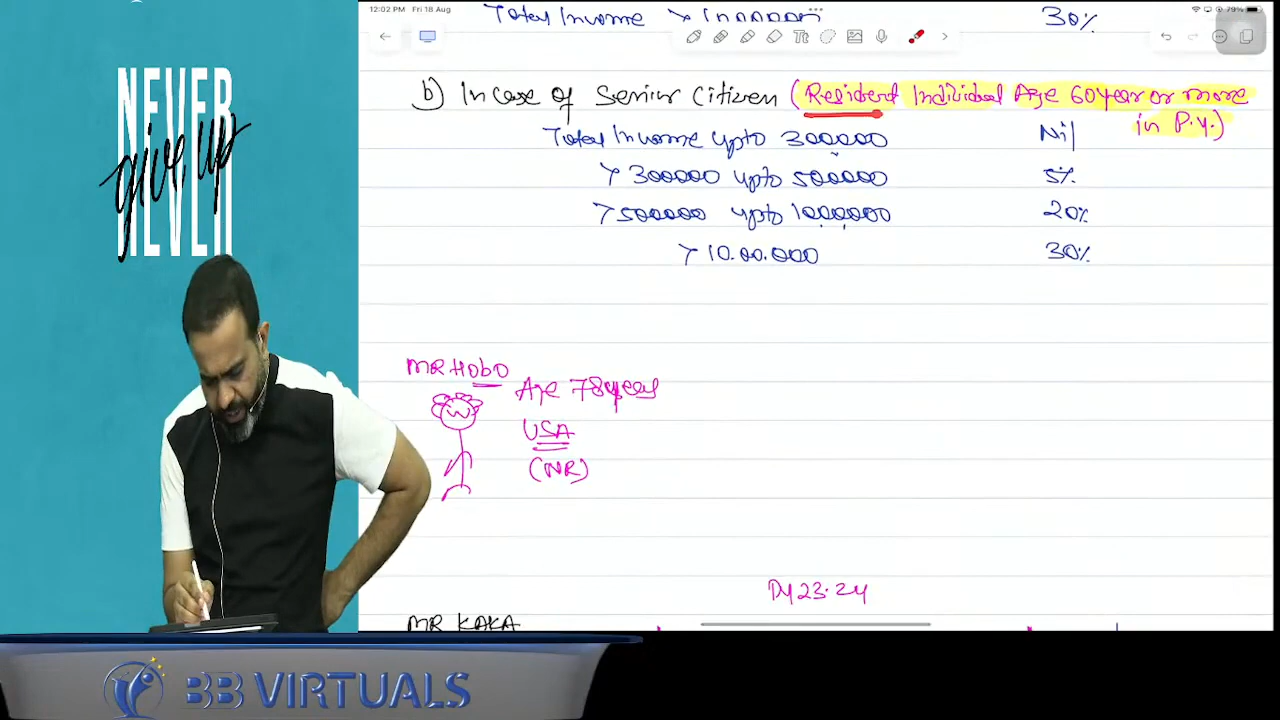 12:02 PM Fri 18 Aug
79%
Total Income > 1000000 30%
b) In case of Senior Citizen (Resident Individual Age 60 year or more
in P.Y.)
Total Income upto 300000 Nil
> 300000 upto 500000 5%
> 500000 upto 1000000 20%
> 10.00.000 30%
NEVER
give up
NEVER
MR HOBO
Age 78 years
USA
(NR)
PY 23.24
MR KAKA
BB VIRTUALS